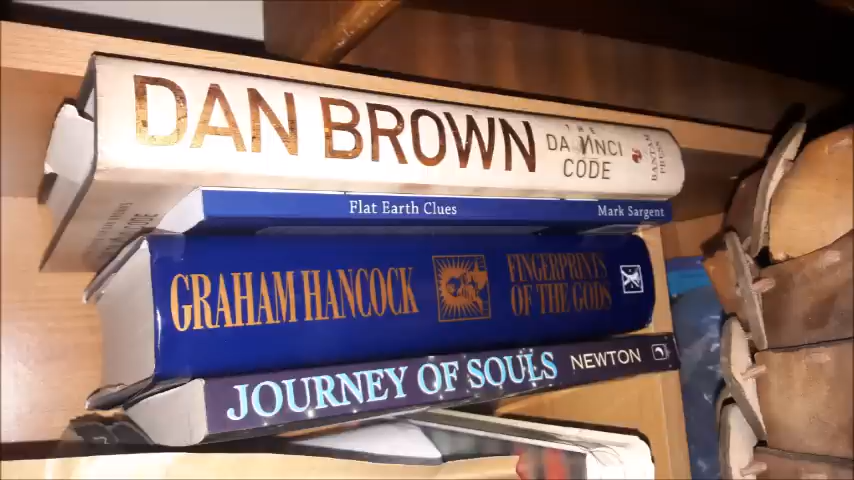 DAN BROWN
THE
DA VINCI
CODE
BANTAM
PRESS
Flat Earth Clues
Mark Sargent
GRAHAM HANCOCK
FINGERPRINTS
OF THE GODS
JOURNEY OF SOULS
NEWTON